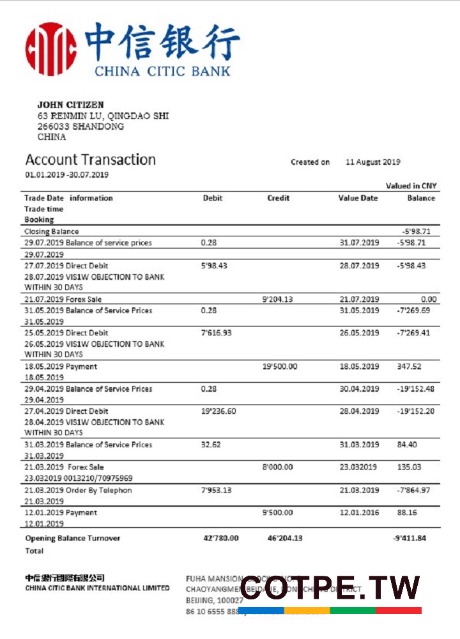 中信银行
CHINA CITIC BANK
JOHN CITIZEN
63 RENMIN LU, QINGDAO SHI
266033 SHANDONG
CHINA
Account Transaction Created on 11 August 2019
01.01.2019 -30.07.2019
Valued in CNY
Trade Date information Debit Credit Value Date Balance
Trade time
Booking
Closing Balance -5'98.71
29.07.2019 Balance of service prices 0.28 31.07.2019 -5'98.71
29.07.2019
27.07.2019 Direct Debit 5'98.43 28.07.2019 -5'98.43
28.07.2019 VIS1W OBJECTION TO BANK
WITHIN 30 DAYS
21.07.2019 Forex Sale 9'204.13 21.07.2019 0.00
31.05.2019 Balance of Service Prices 0.28 31.05.2019 -7'269.69
31.05.2019
25.05.2019 Direct Debit 7'616.93 26.05.2019 -7'269.41
26.05.2019 VIS1W OBJECTION TO BANK
WITHIN 30 DAYS
18.05.2019 Payment 19'500.00 18.05.2019 347.52
18.05.2019
29.04.2019 Balance of Service Prices 0.28 30.04.2019 -19'152.48
29.04.2019
27.04.2019 Direct Debit 19'236.60 28.04.2019 -19'152.20
28.04.2019 VIS1W OBJECTION TO BANK
WITHIN 30 DAYS
31.03.2019 Balance of Service Prices 32.62 31.03.2019 84.40
31.03.2019
21.03.2019 Forex Sale 8'000.00 23.032019 135.03
23.032019 0013210/70975969
21.03.2019 Order By Telephon 7'953.13 21.03.2019 -7'864.97
21.03.2019
12.01.2019 Payment 9'500.00 12.01.2016 88.16
12.01.2019
Opening Balance Turnover 42'780.00 46'204.13 -9'411.84
Total
中信银行國際有限公司 FUHA MANSION
CHINA CITIC BANK INTERNATIONAL LIMITED CHAOYANGMEN
BEIJING, 100027
86 10 6555
COTPE.TW